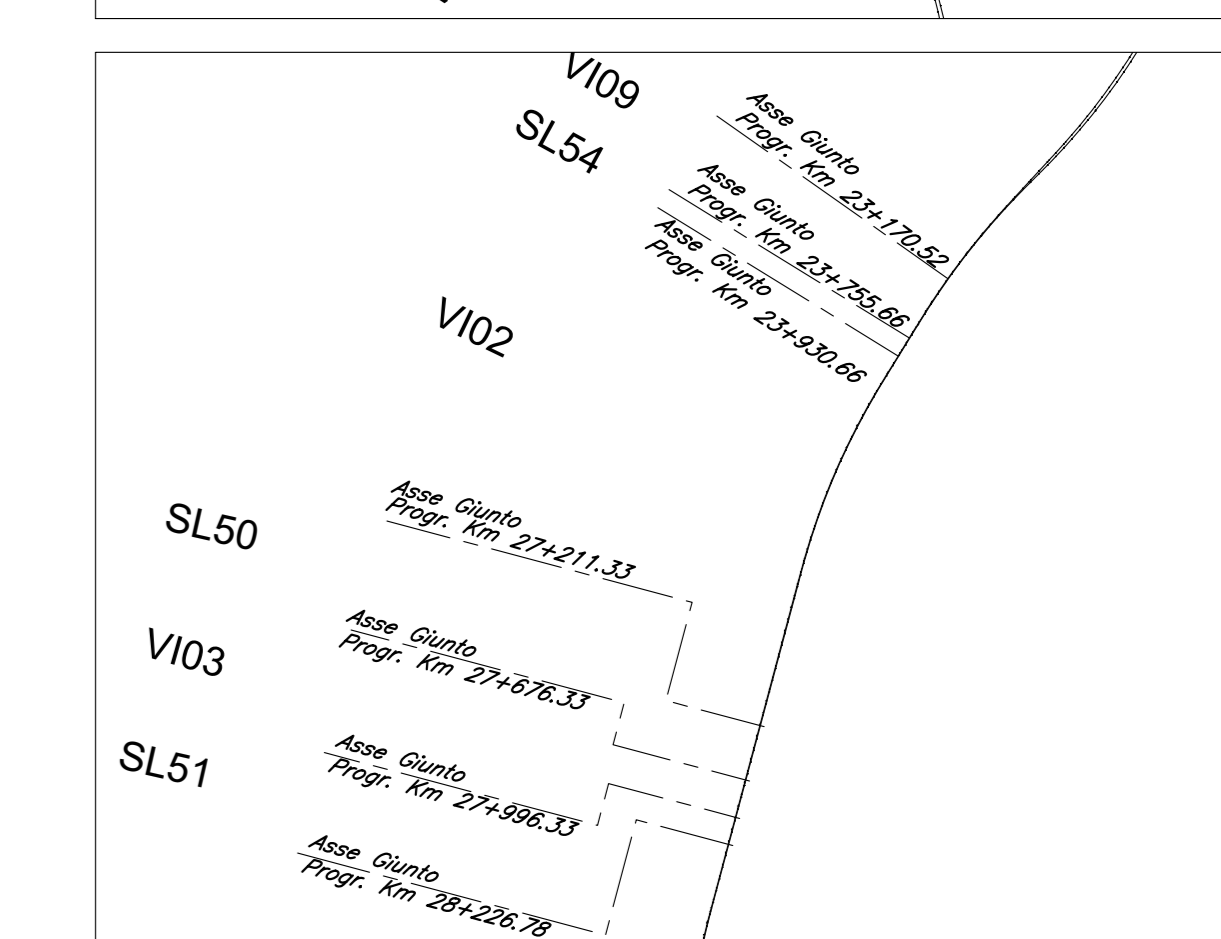 VI09
Asse Giunto
Progr. Km 23+170.52
SL54
Asse Giunto
Progr. Km 23+755.66
Asse Giunto
Progr. Km 23+930.66
VI02
Asse Giunto
Progr. Km 27+211.33
SL50
Asse Giunto
Progr. Km 27+676.33
VI03
Asse Giunto
Progr. Km 27+996.33
SL51
Asse Giunto
Progr. Km 28+226.78